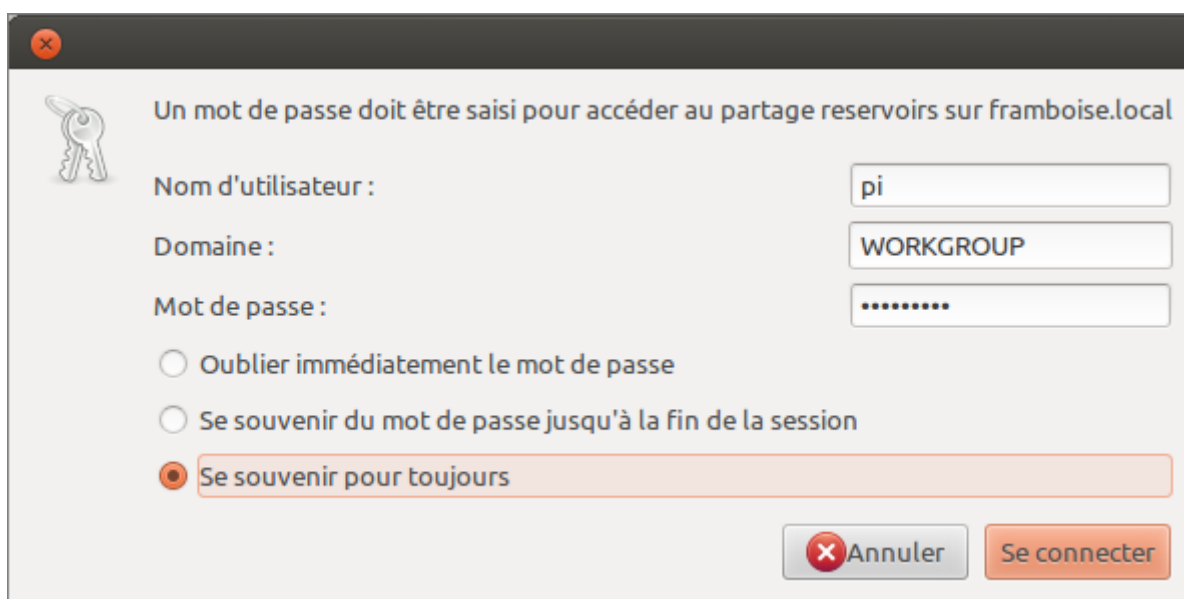 Un mot de passe doit être saisi pour accéder au partage reservoirs sur framboise.local
Nom d'utilisateur :
pi
Domaine :
WORKGROUP
Mot de passe :
•••••••••
Oublier immédiatement le mot de passe
Se souvenir du mot de passe jusqu'à la fin de la session
Se souvenir pour toujours
Annuler
Se connecter